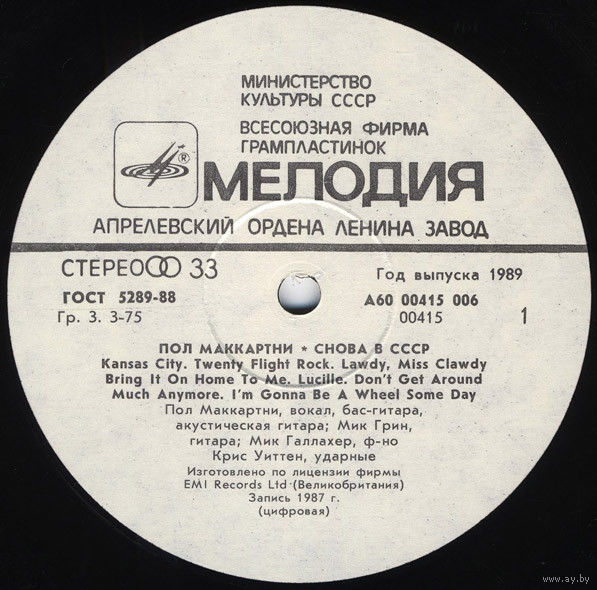 МИНИСТЕРСТВО
КУЛЬТУРЫ СССР
ВСЕСОЮЗНАЯ ФИРМА
ГРАМПЛАСТИНОК
®
МЕЛОДИЯ
АПРЕЛЕВСКИЙ ОРДЕНА ЛЕНИНА ЗАВОД
СТЕРЕО 33
Год выпуска 1989
ГОСТ 5289-88
А60 00415 006
Гр. 3. 3-75
00415
1
ПОЛ МАККАРТНИ * СНОВА В СССР
Kansas City. Twenty Flight Rock. Lawdy, Miss Clawdy
Bring It On Home To Me. Lucille. Don't Get Around
Much Anymore. I'm Gonna Be A Wheel Some Day
Пол Маккартни, вокал, бас-гитара,
акустическая гитара; Мик Грин,
гитара; Мик Галлахер, ф-но
Крис Уиттен, ударные
Изготовлено по лицензии фирмы
EMI Records Ltd (Великобритания)
Запись 1987 г.
(цифровая)
www.ay.by